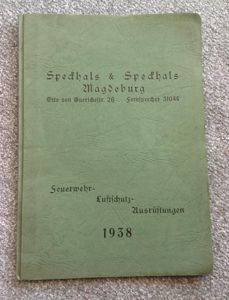 Speckhals & Speckhals
Magdeburg
Otto von Guerickestr. 26 Fernsprecher 31044
Feuerwehr-
Luftschutz-
Ausrüstungen
1938